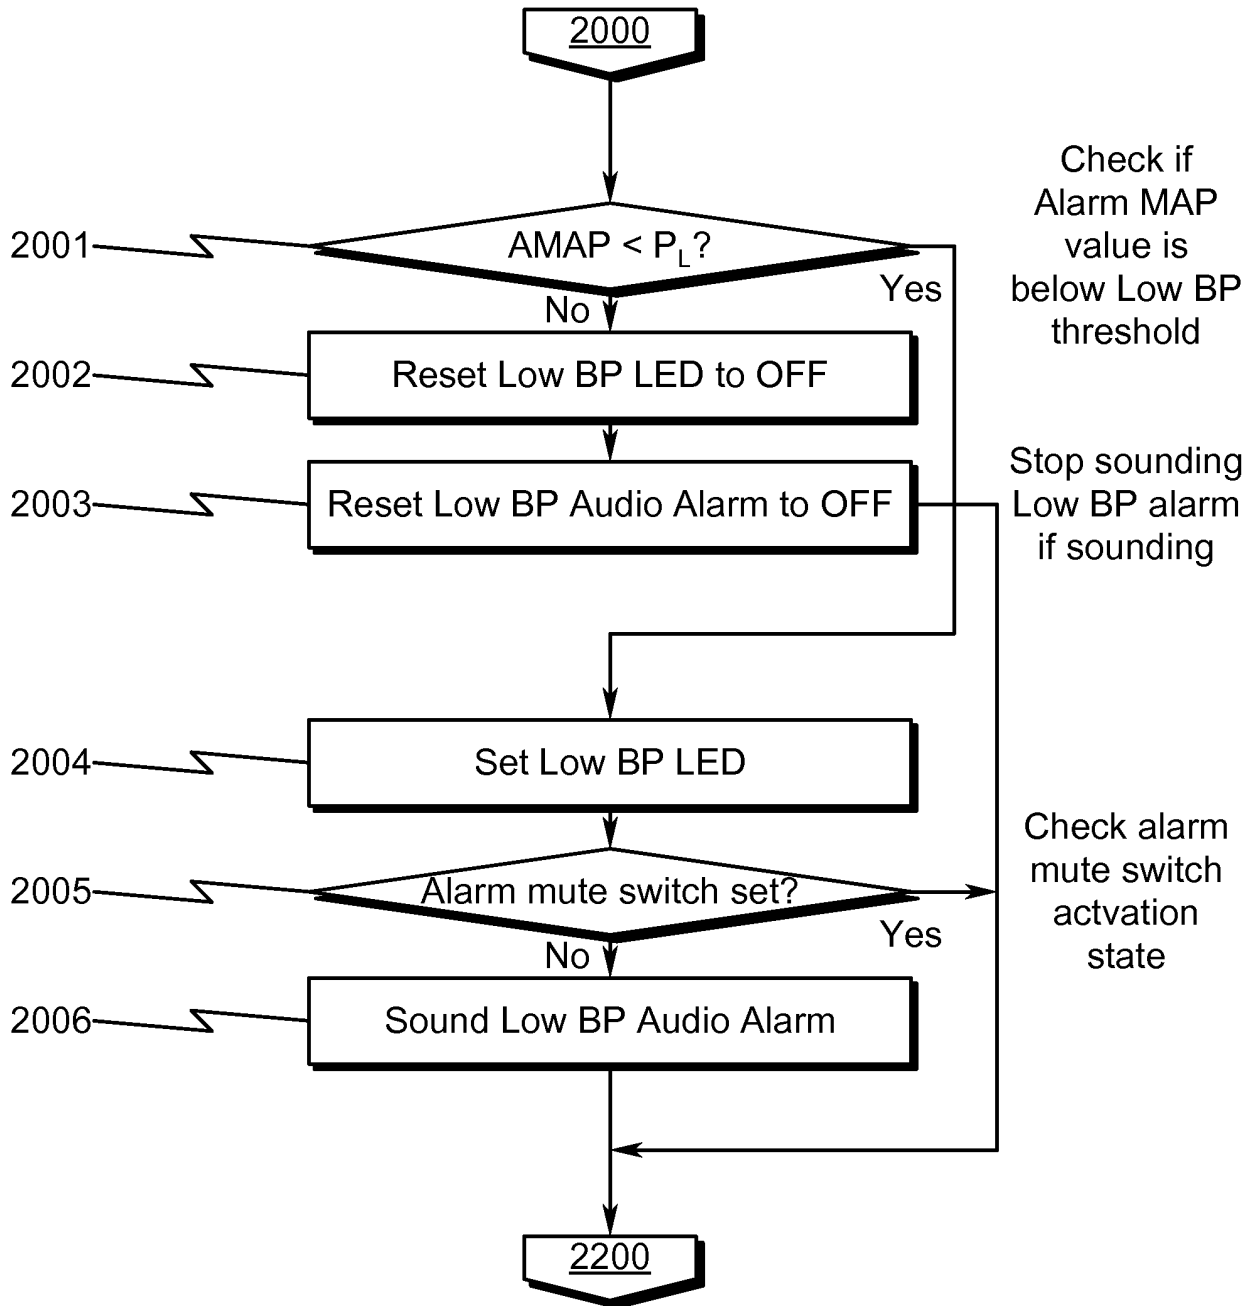 2000
2001
AMAP < PL?
Yes
No
Check if
Alarm MAP
value is
below Low BP
threshold
2002
Reset Low BP LED to OFF
2003
Reset Low BP Audio Alarm to OFF
Stop sounding
Low BP alarm
if sounding
2004
Set Low BP LED
2005
Alarm mute switch set?
Yes
No
Check alarm
mute switch
actvation
state
2006
Sound Low BP Audio Alarm
2200